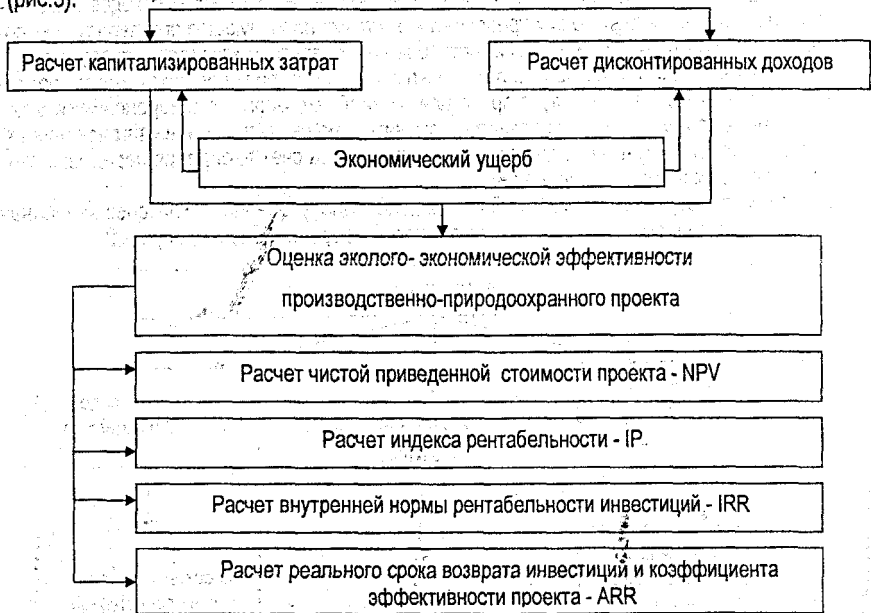 (рис.3).
Расчет капитализированных затрат
Расчет дисконтированных доходов
Экономический ущерб
Оценка эколого- экономической эффективности
производственно-природоохранного проекта
Расчет чистой приведенной стоимости проекта - NPV
Расчет индекса рентабельности - IP
Расчет внутренней нормы рентабельности инвестиций - IRR
Расчет реального срока возврата инвестиций и коэффициента
эффективности проекта - ARR